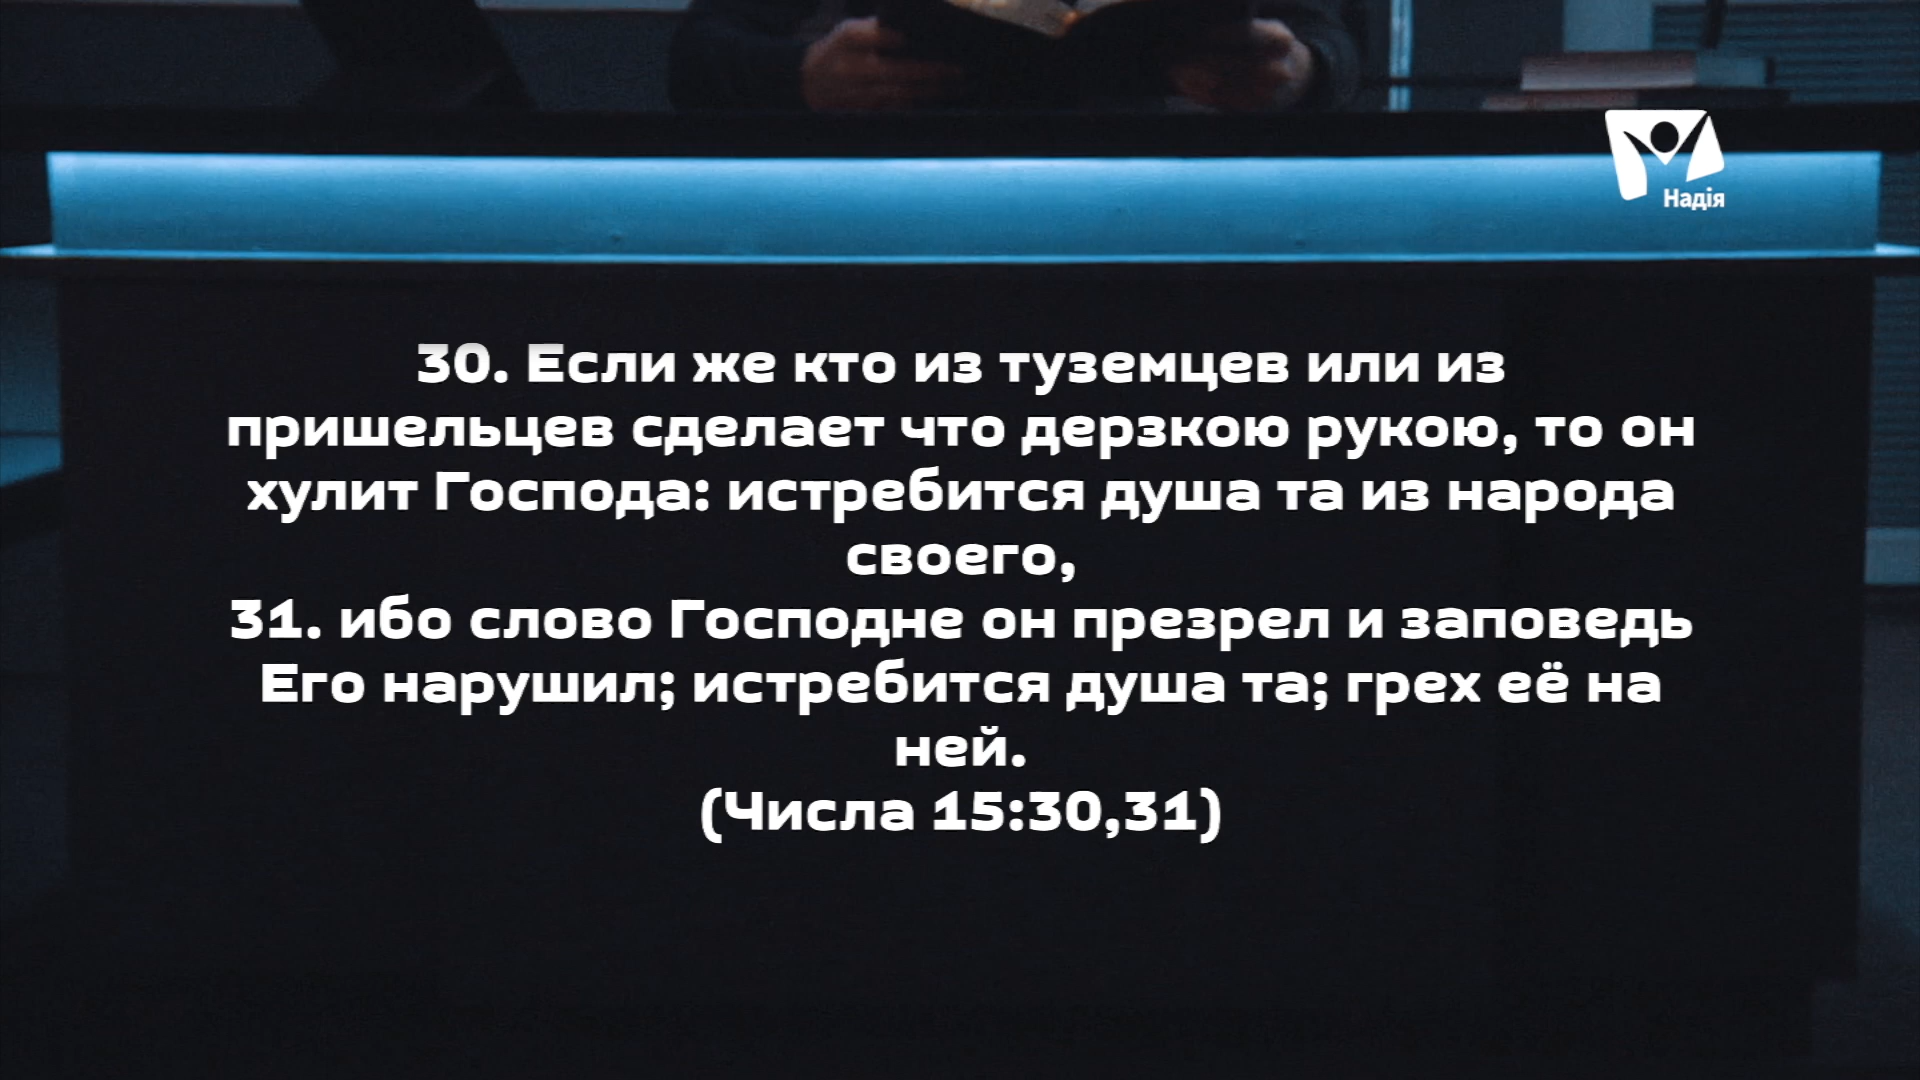 Надія
30. Если же кто из туземцев или из
пришельцев сделает что дерзкою рукою, то он
хулит Господа: истребится душа та из народа
своего,
31. ибо слово Господне он презрел и заповедь
Его нарушил; истребится душа та; грех её на
ней.
(Числа 15:30,31)